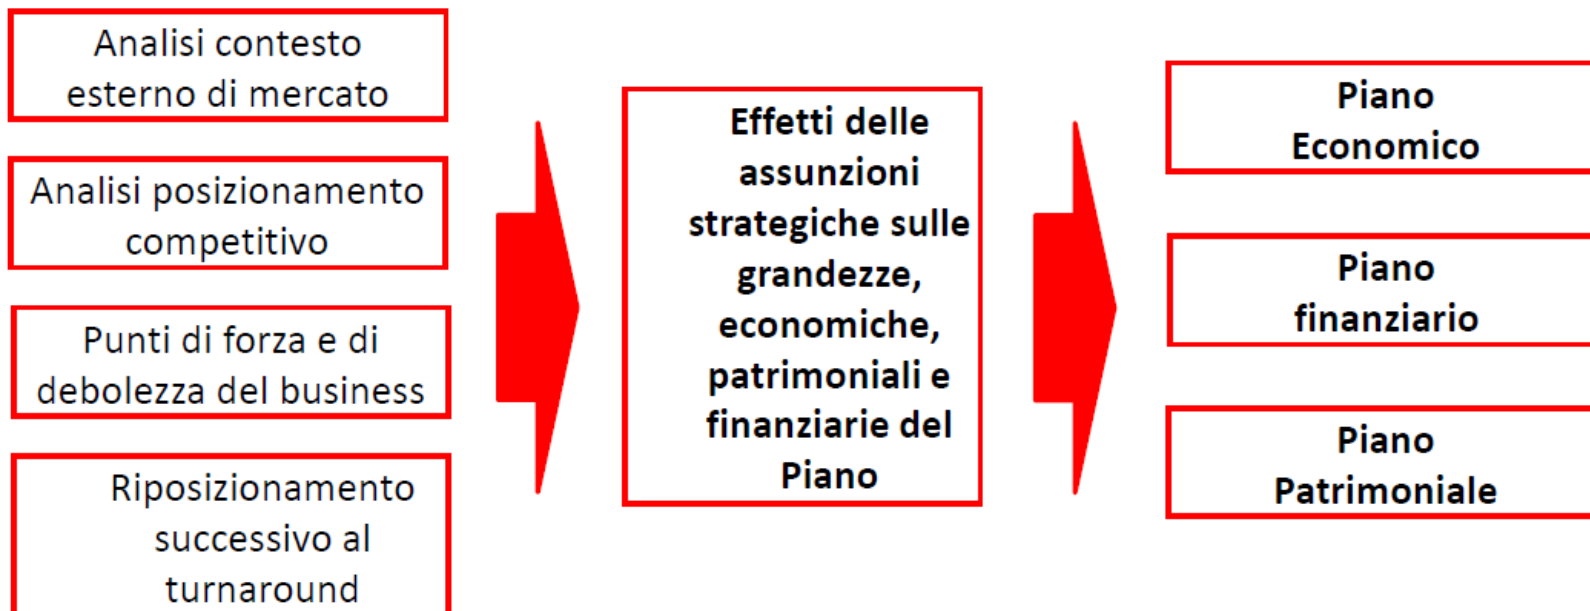 Analisi contesto
esterno di mercato
Analisi posizionamento
competitivo
Punti di forza e di
debolezza del business
Riposizionamento
successivo al
turnaround
Effetti delle
assunzioni
strategiche sulle
grandezze,
economiche,
patrimoniali e
finanziarie del
Piano
Piano
Economico
Piano
finanziario
Piano
Patrimoniale